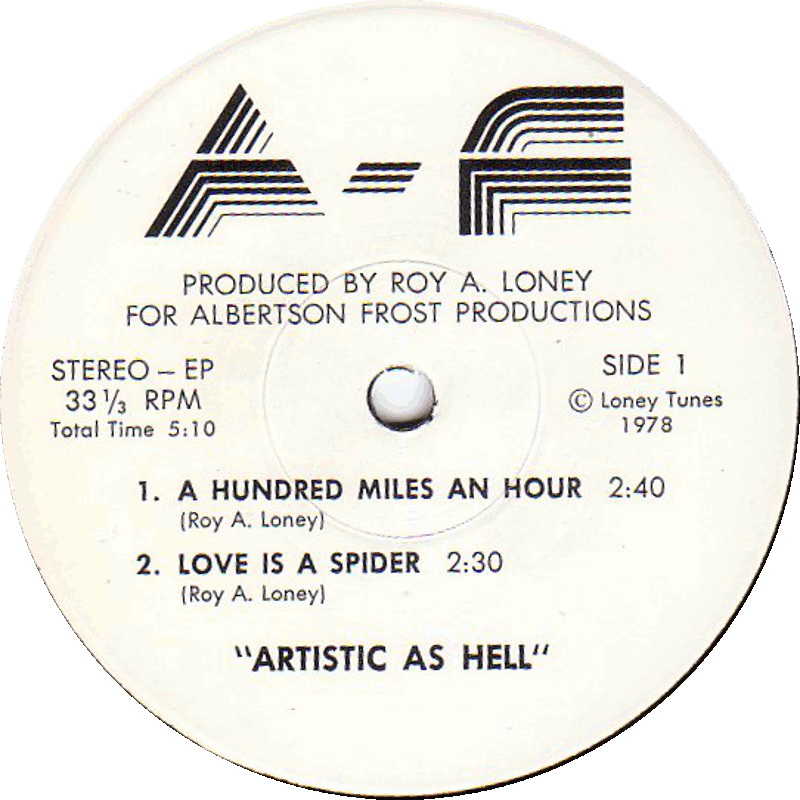 A-F
PRODUCED BY ROY A. LONEY
FOR ALBERTSON FROST PRODUCTIONS
STEREO – EP
33 ⅓ RPM
Total Time 5:10
SIDE 1
© Loney Tunes
1978
1. A HUNDRED MILES AN HOUR 2:40
(Roy A. Loney)
2. LOVE IS A SPIDER 2:30
(Roy A. Loney)
"ARTISTIC AS HELL"